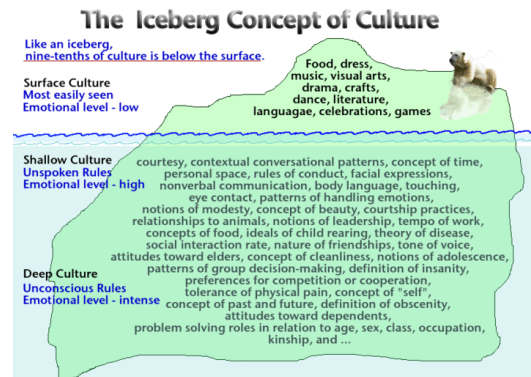 The Iceberg Concept of Culture
Like an iceberg,
nine-tenths of culture is below the surface.
Surface Culture
Most easily seen
Emotional level - low
Food, dress,
music, visual arts,
drama, crafts,
dance, literature,
languagae, celebrations, games
Shallow Culture
Unspoken Rules
Emotional level - high
courtesy, contextual conversational patterns, concept of time,
personal space, rules of conduct, facial expressions,
nonverbal communication, body language, touching,
eye contact, patterns of handling emotions,
notions of modesty, concept of beauty, courtship practices,
relationships to animals, notions of leadership, tempo of work,
concepts of food, ideals of child rearing, theory of disease,
social interaction rate, nature of friendships, tone of voice,
attitudes toward elders, concept of cleanliness, notions of adolescence,
patterns of group decision-making, definition of insanity,
preferences for competition or cooperation,
tolerance of physical pain, concept of "self",
concept of past and future, definition of obscenity,
attitudes toward dependents,
problem solving roles in relation to age, sex, class, occupation,
kinship, and ...
Deep Culture
Unconscious Rules
Emotional level - intense